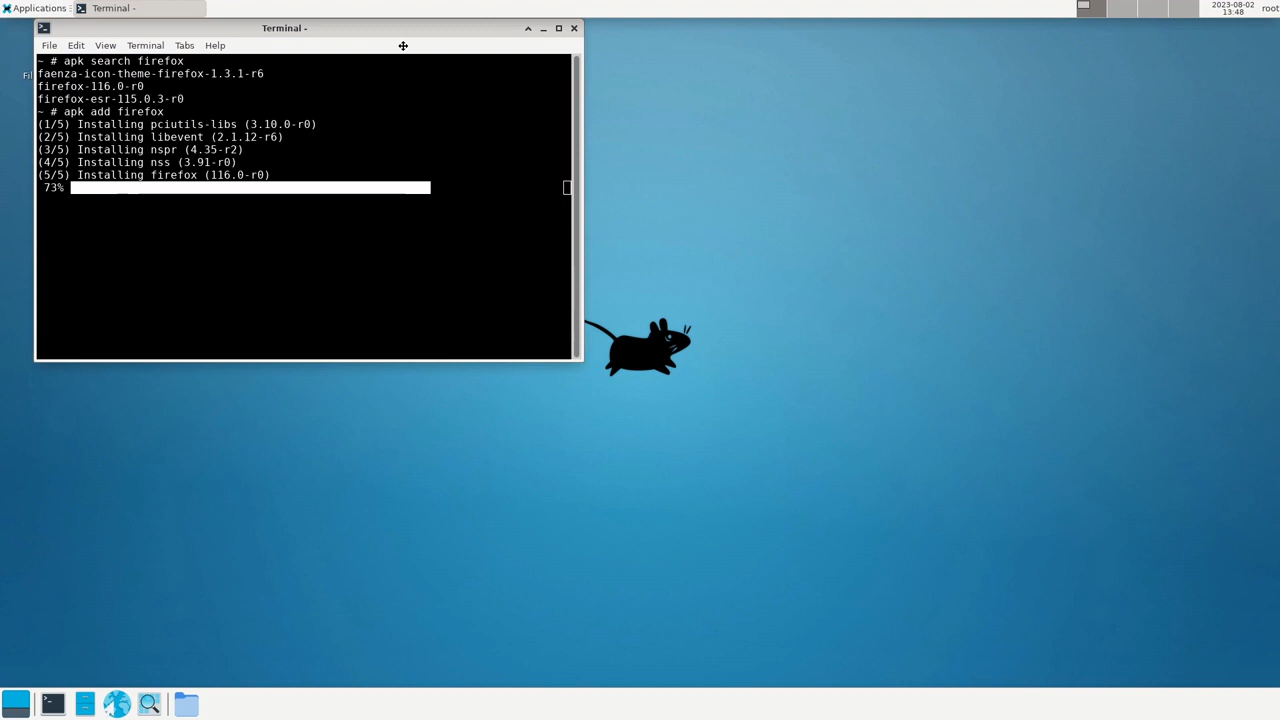 Applications
Terminal -
2023-08-02
13:48
root
Terminal -
File Edit View Terminal Tabs Help
~ # apk search firefox
faenza-icon-theme-firefox-1.3.1-r6
firefox-116.0-r0
firefox-esr-115.0.3-r0
~ # apk add firefox
(1/5) Installing pciutils-libs (3.10.0-r0)
(2/5) Installing libevent (2.1.12-r6)
(3/5) Installing nspr (4.35-r2)
(4/5) Installing nss (3.91-r0)
(5/5) Installing firefox (116.0-r0)
73%